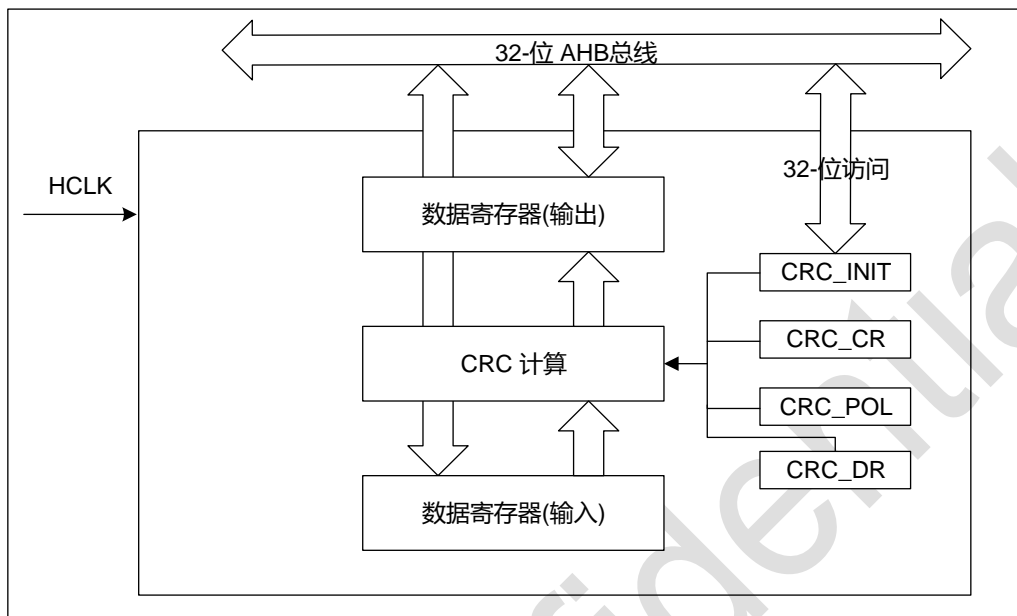 32-位 AHB总线
HCLK
32-位访问
数据寄存器(输出)
CRC_INIT
CRC_CR
CRC 计算
CRC_POL
CRC_DR
数据寄存器(输入)
fidential